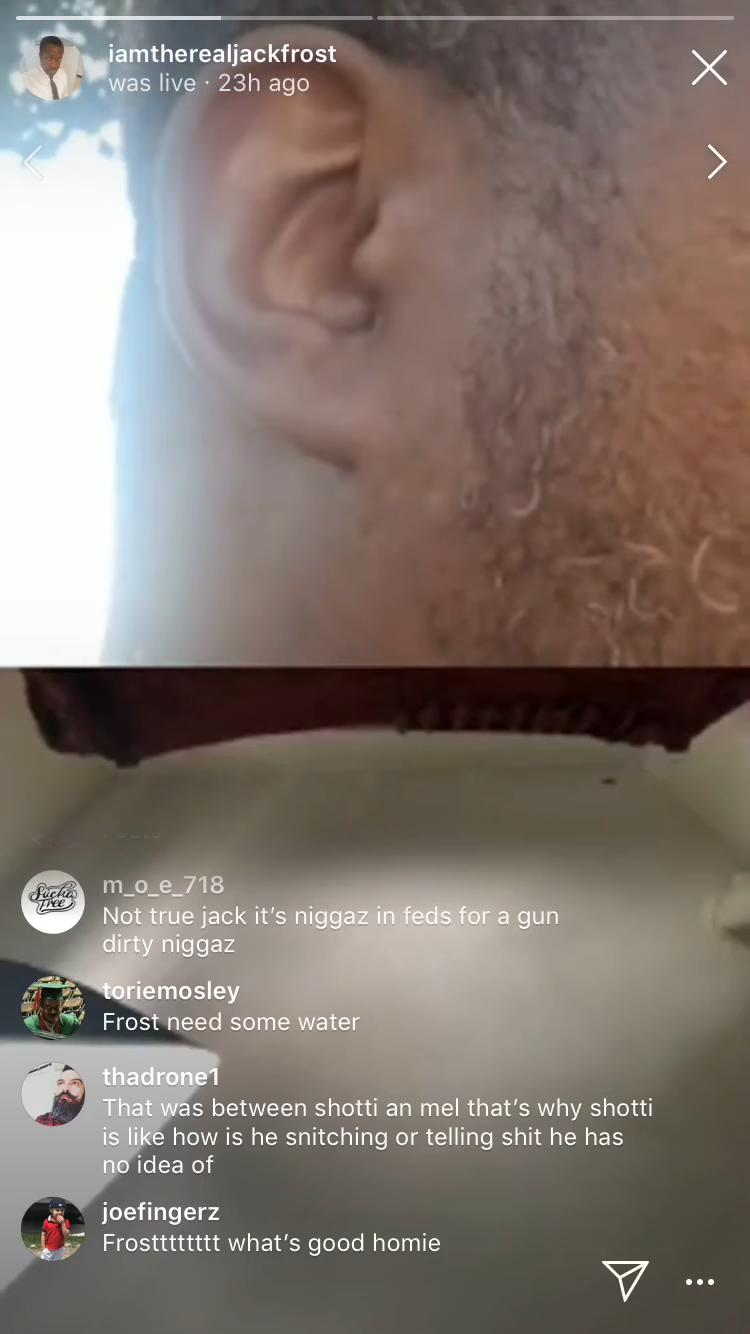 iamtherealjackfrost
was live · 23h ago
m_o_e_718
Not true jack it’s niggaz in feds for a gun
dirty niggaz
Sucka
Free
toriemosley
Frost need some water
thadrone1
That was between shotti an mel that’s why shotti
is like how is he snitching or telling shit he has
no idea of
joefingerz
Frostttttttt what’s good homie